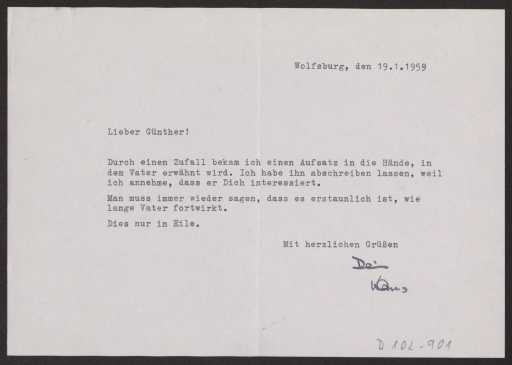 Wolfsburg, den 19.1.1959
Lieber Günther!
Durch einen Zufall bekam ich einen Aufsatz in die Hände, in
dem Vater erwähnt wird. Ich habe ihn abschreiben lassen, weil
ich annehme, dass er Dich interessiert.
Man muss immer wieder sagen, dass es erstaunlich ist, wie
lange Vater fortwirkt.
Dies nur in Eile.
Mit herzlichen Grüßen
Dein
Klaus
D 102-901